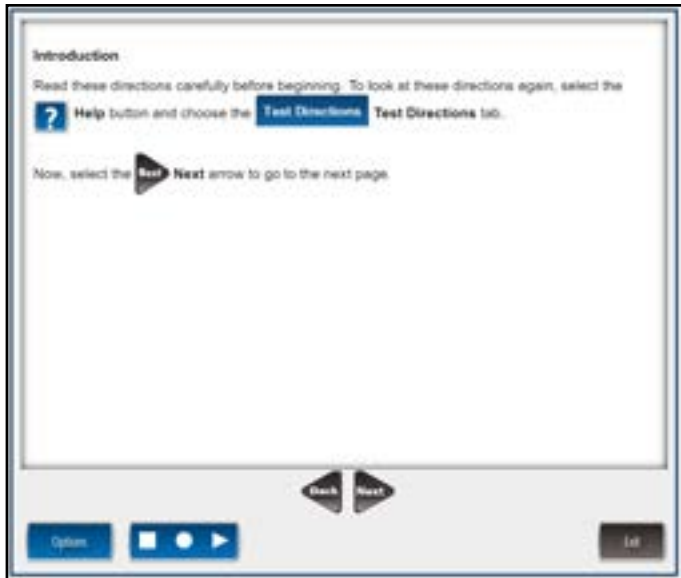 Introduction
Read these directions carefully before beginning. To look at these directions again, select the
? Help button and choose the Test Directions Test Directions tab.
Now, select the Next Next arrow to go to the next page.
Back Next
Options Exit